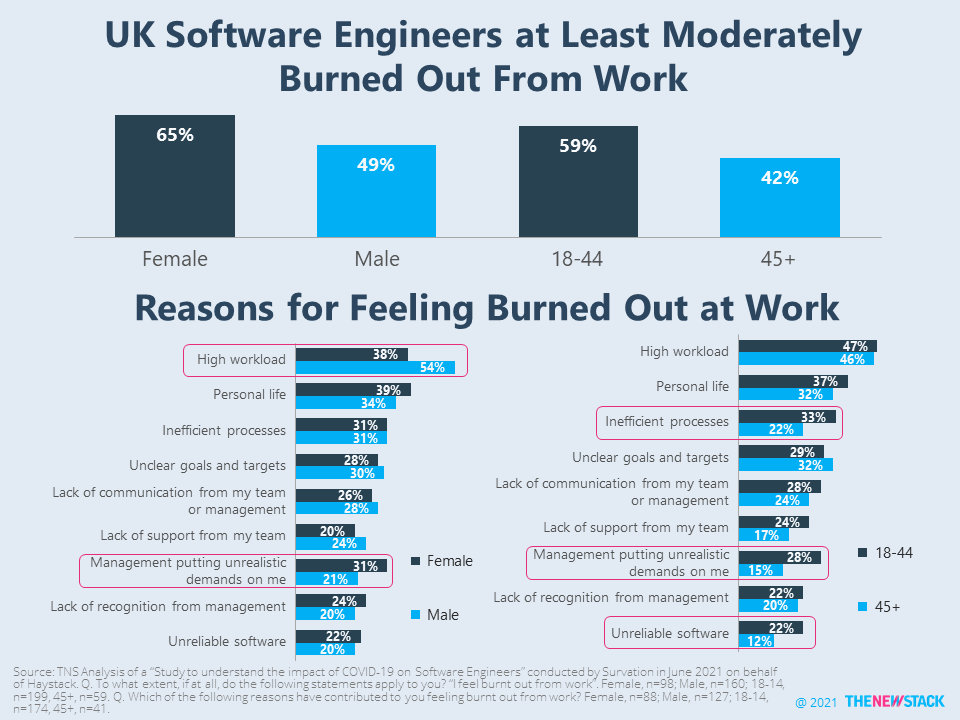 UK Software Engineers at Least Moderately
Burned Out From Work
65%
49%
59%
42%
Female
Male
18-44
45+
Reasons for Feeling Burned Out at Work
High workload
38%
54%
Personal life
39%
34%
Inefficient processes
31%
31%
Unclear goals and targets
28%
30%
Lack of communication from my team
or management
26%
28%
Lack of support from my team
20%
24%
Management putting unrealistic
demands on me
31%
21%
Lack of recognition from management
24%
20%
Unreliable software
22%
20%
Female
Male
High workload
47%
46%
Personal life
37%
32%
Inefficient processes
33%
22%
Unclear goals and targets
29%
32%
Lack of communication from my team
or management
28%
24%
Lack of support from my team
24%
17%
Management putting unrealistic
demands on me
28%
15%
Lack of recognition from management
22%
20%
Unreliable software
22%
12%
18-44
45+
Source: TNS Analysis of a “Study to understand the impact of COVID-19 on Software Engineers” conducted by Survation in June 2021 on behalf
of Haystack. Q. To what extent, if at all, do the following statements apply to you? “I feel burnt out from work”. Female, n=98; Male, n=160; 18-14,
n=199, 45+, n=59. Q. Which of the following reasons have contributed to you feeling burnt out from work? Female, n=88; Male, n=127; 18-14,
n=174, 45+, n=41.
@ 2021 THENEWSTACK